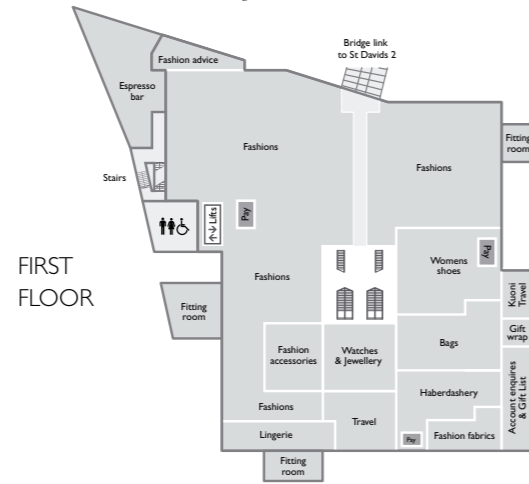 Bridge link
to St Davids 2
Fashion advice
Espresso
bar
Fashions
Fashions
Fitting
room
Stairs
Lifts
Pay
FIRST
FLOOR
Womens
shoes
Pay
Fashions
Kuoni
Travel
Fitting
room
Gift
wrap
Fashion
accessories
Watches
& Jewellery
Bags
Account enquires
& Gift List
Haberdashery
Fashions
Travel
Lingerie
Pay
Fashion fabrics
Fitting
room